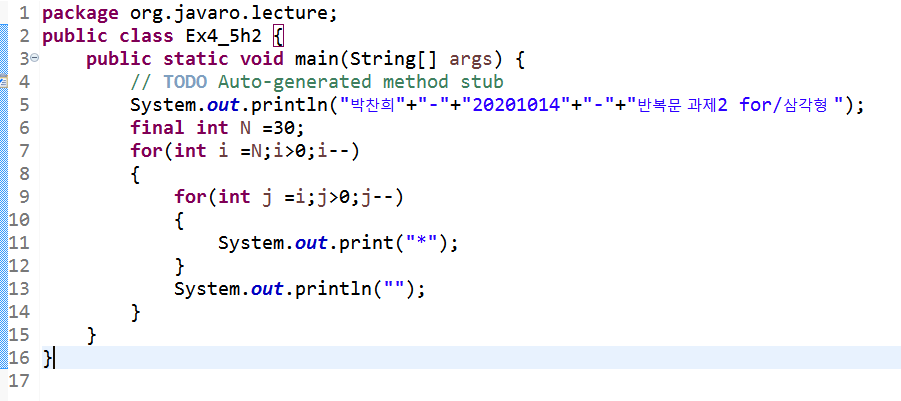 1 package org.javaro.lecture;
2 public class Ex4_5h2 {
3 public static void main(String[] args) {
4 // TODO Auto-generated method stub
5 System.out.println("박찬희"+"-"+"20201014"+"-"+"반복문 과제2 for/삼각형 ");
6 final int N =30;
7 for(int i =N;i>0;i--)
8 {
9 for(int j =i;j>0;j--)
10 {
11 System.out.print("*");
12 }
13 System.out.println("");
14 }
15 }
16 }
17